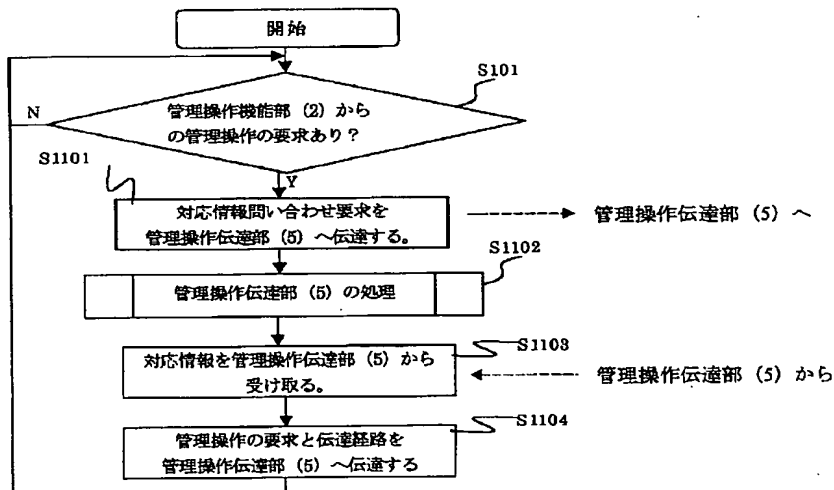 開始
S101
N
管理操作機能部（2）から
の管理操作の要求あり？
S1101
Y
対応情報問い合わせ要求を
管理操作伝達部（5）へ伝達する。
管理操作伝達部（5）へ
S1102
管理操作伝達部（5）の処理
S1103
対応情報を管理操作伝達部（5）から
受け取る。
管理操作伝達部（5）から
S1104
管理操作の要求と伝達経路を
管理操作伝達部（5）へ伝達する